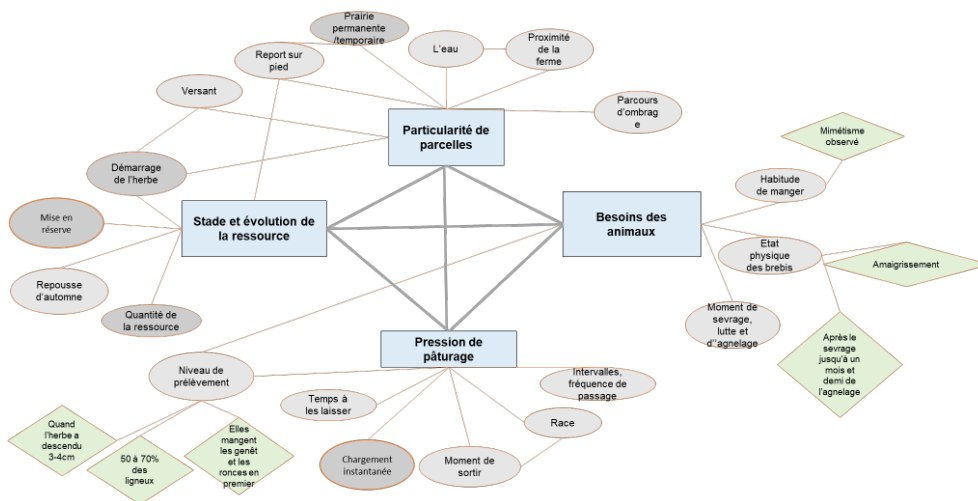 Prairie
permanente
/temporaire
Report sur
pied
L'eau
Proximité
de la
ferme
Versant
Parcours
d'ombrag
e
Particularité de
parcelles
Mimétisme
observé
Démarrage
de l'herbe
Habitude
de manger
Mise en
réserve
Stade et évolution de
la ressource
Besoins des
animaux
Etat
physique
des brebis
Amaigrissement
Repousse
d'automne
Quantité de
la ressource
Moment de
sevrage,
lutte et
d''agnelage
Pression de
pâturage
Après le
sevrage
jusqu'à un
mois et
demi de
l'agnelage
Niveau de
prélèvement
Intervalles,
fréquence de
passage
Temps à
les laisser
Race
Quand
l'herbe a
descendu
3-4cm
50 à 70%
des
ligneux
Elles
mangent
les genêt
et les
ronces en
premier
Chargement
instantanée
Moment de
sortir